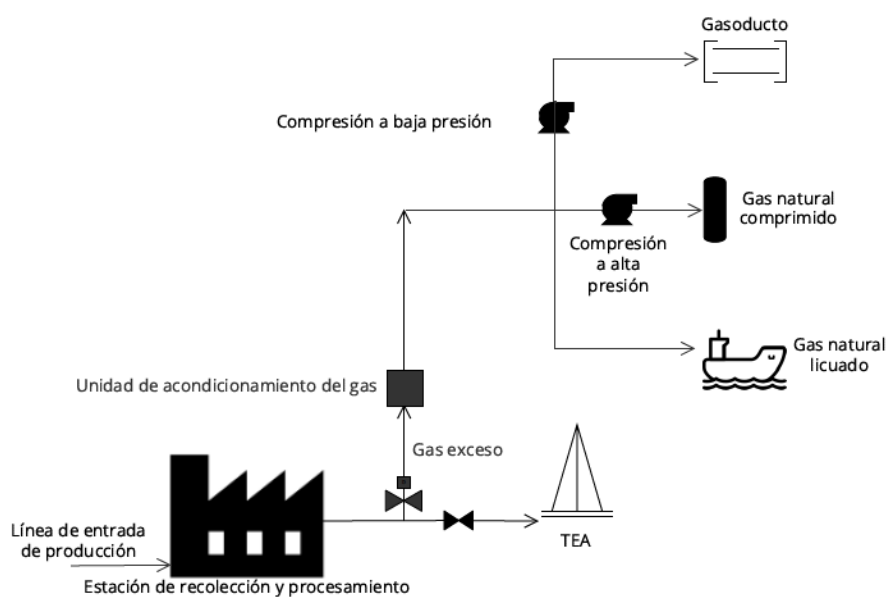 Gasoducto
Compresión a baja presión
Gas natural
comprimido
Compresión
a alta
presión
Gas natural
licuado
Unidad de acondicionamiento del gas
Gas exceso
Línea de entrada
de producción
TEA
Estación de recolección y procesamiento